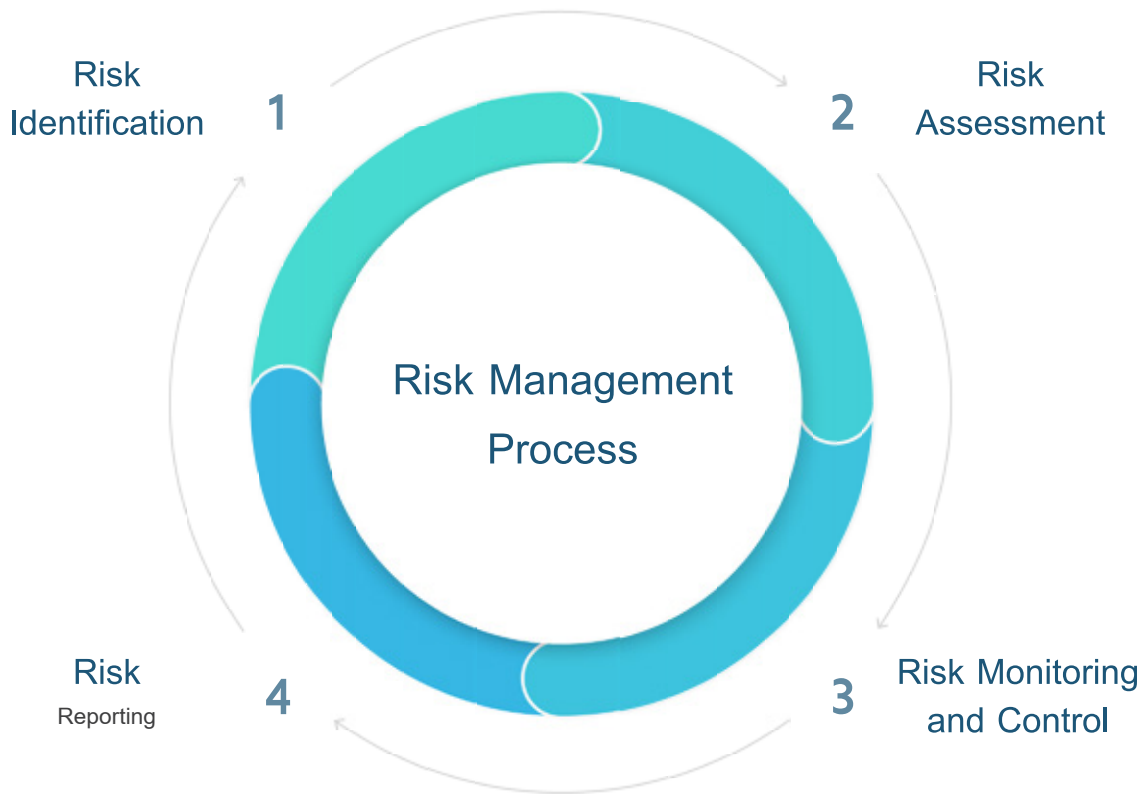 Risk
Identification
1
2
Risk
Assessment
Risk Management
Process
Risk
Reporting
4
3
Risk Monitoring
and Control